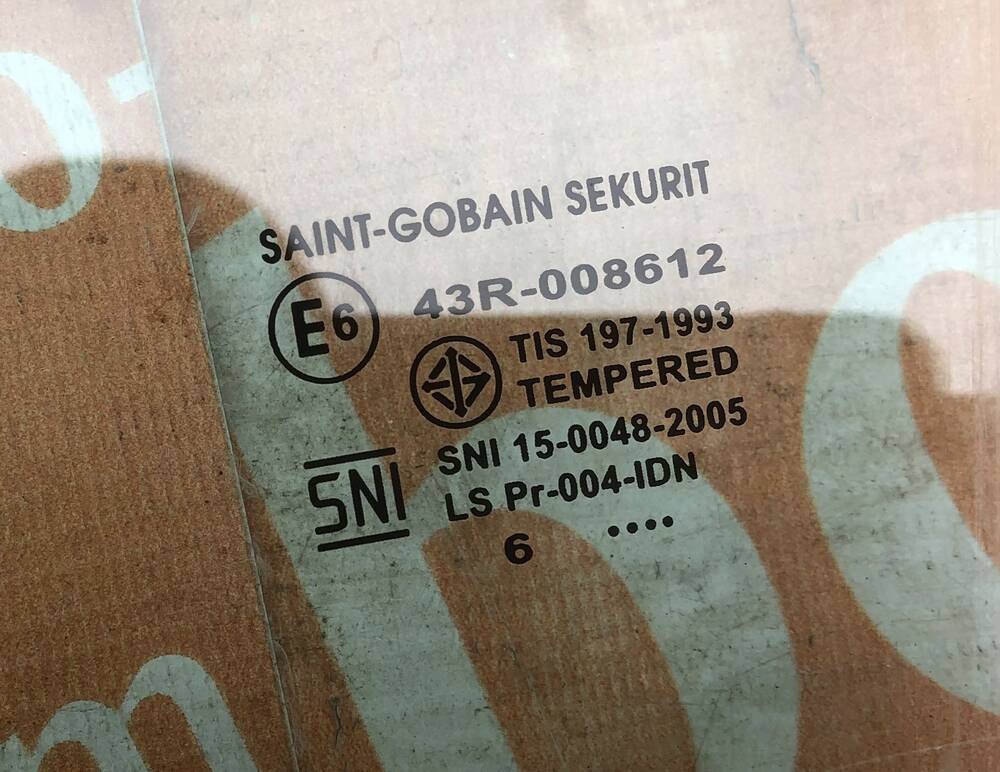 SAINT-GOBAIN SEKURIT
E6 43R-008612
TIS 197-1993
TEMPERED
SNI SNI 15-0048-2005
LS Pr-004-IDN
6 ····